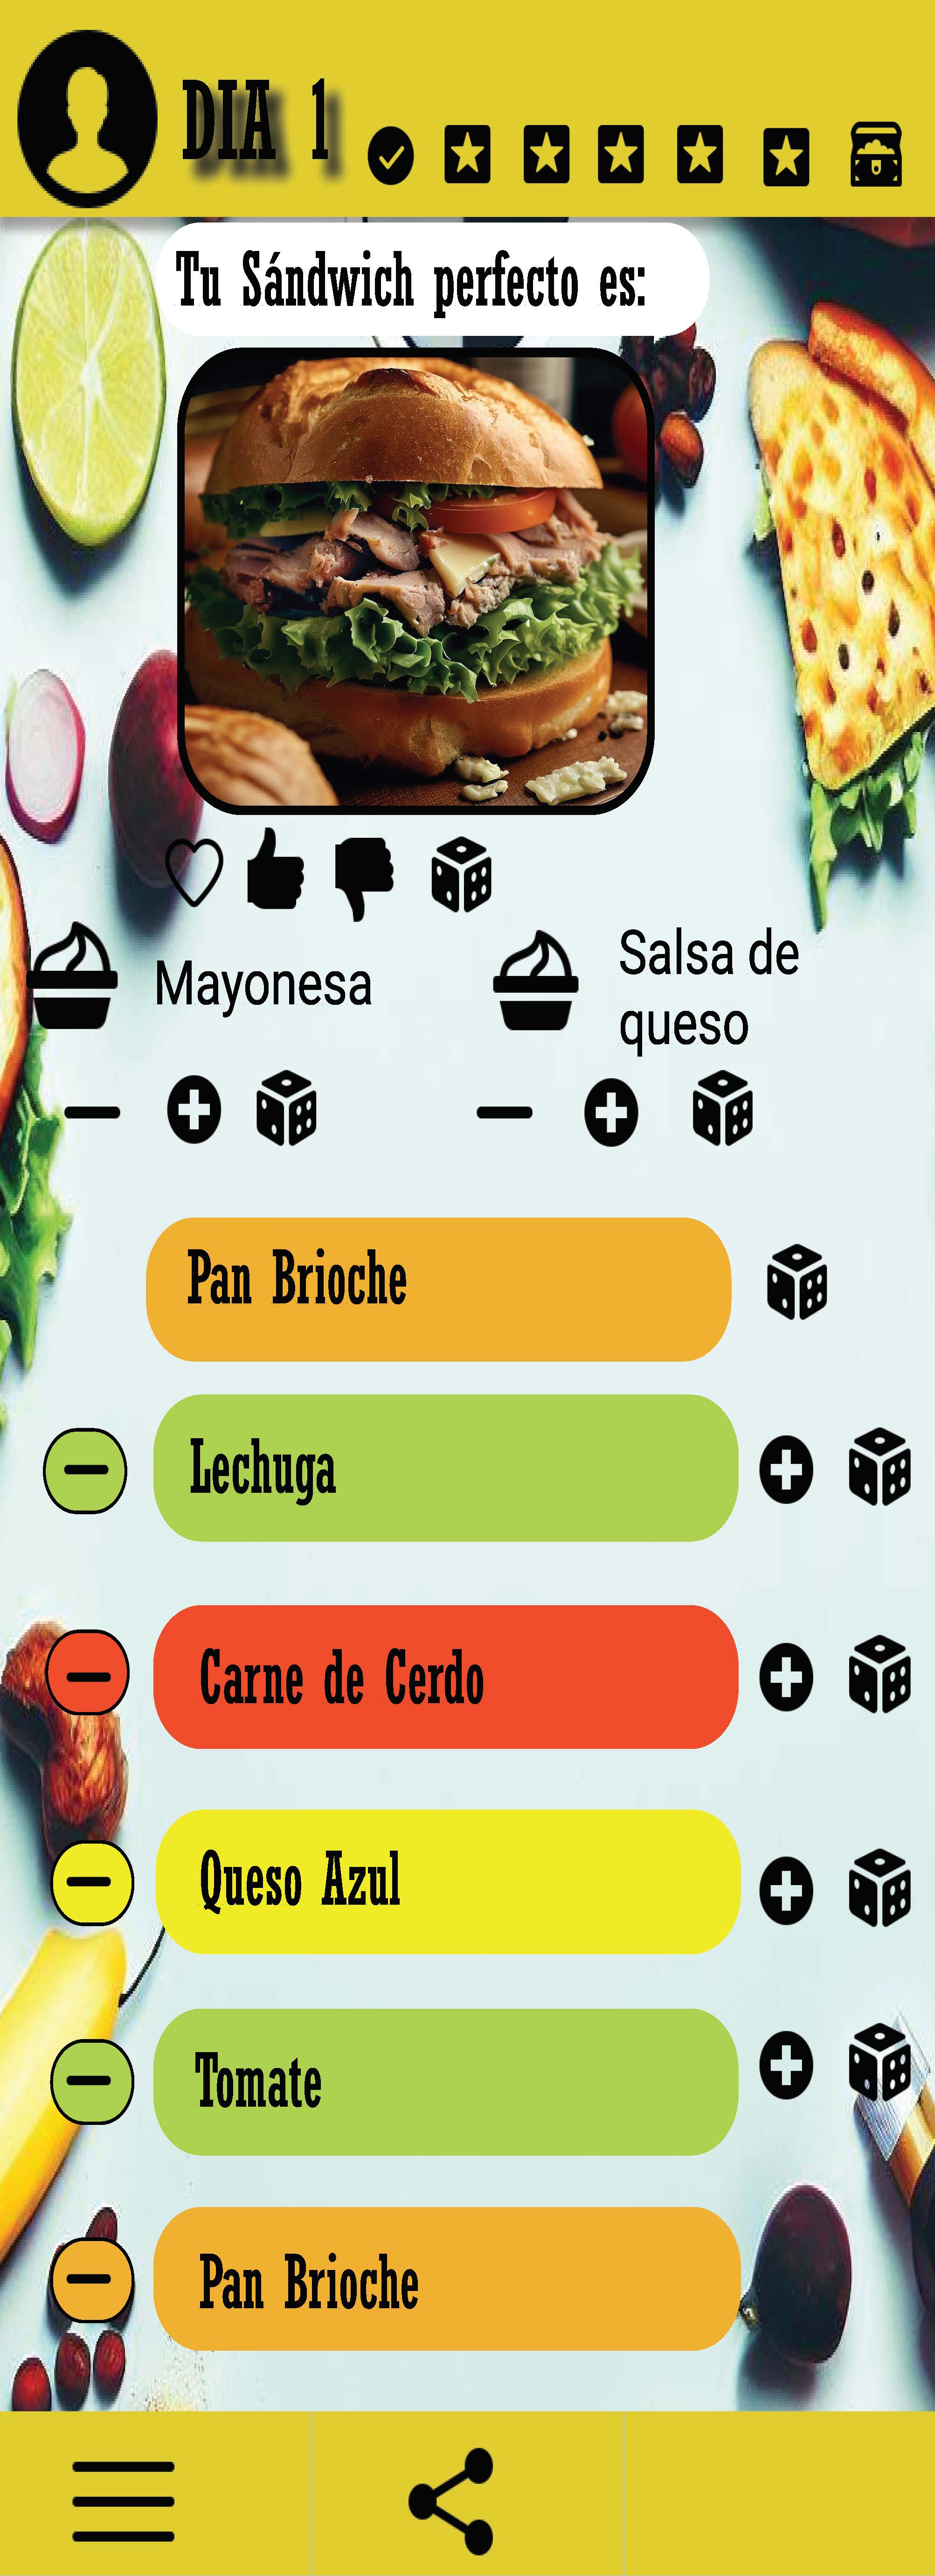 DIA 1
Tu Sándwich perfecto es:
Mayonesa
Salsa de
queso
Pan Brioche
Lechuga
Carne de Cerdo
Queso Azul
Tomate
Pan Brioche